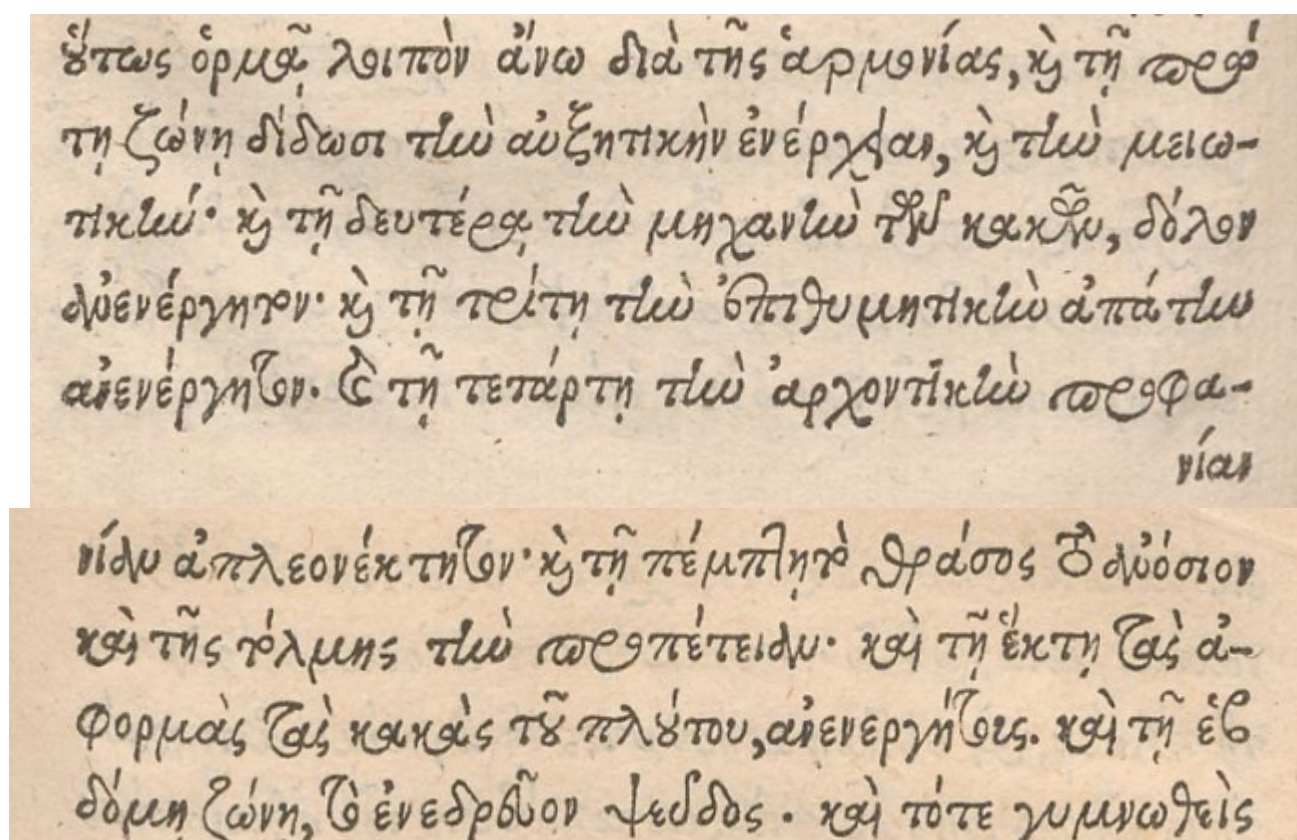 οὕτως ὁρμᾷ λοιπὸν ἄνω διὰ τῆς ἁρμονίας, καὶ τῇ πρώ
τῃ ζώνῃ δίδωσι τὴν αὐξητικὴν ἐνέργειαν, καὶ τὴν μειω-
τικήν· καὶ τῇ δευτέρᾳ τὴν μηχανὴν τῶν κακῶν, δόλον
ἀνενέργητον· καὶ τῇ τρίτῃ τὴν ἐπιθυμητικὴν ἀπάτην
ἀνενέργητον. καὶ τῇ τετάρτῃ τὴν ἀρχοντικὴν προφα-
νίαν
νίαν ἀπλεονέκτητον· καὶ τῇ πέμπτῃ τὸ θράσος τὸ ἀνόσιον
καὶ τῆς τόλμης τὴν προπέτειαν· καὶ τῇ ἕκτῃ τὰς ἀ-
φορμὰς τὰς κακὰς τοῦ πλούτου, ἀνενεργήτοις. καὶ τῇ ἑβ
δόμῃ ζώνῃ, τὸ ἐνεδρεῦον ψεῦδος. καὶ τότε γυμνωθεὶς